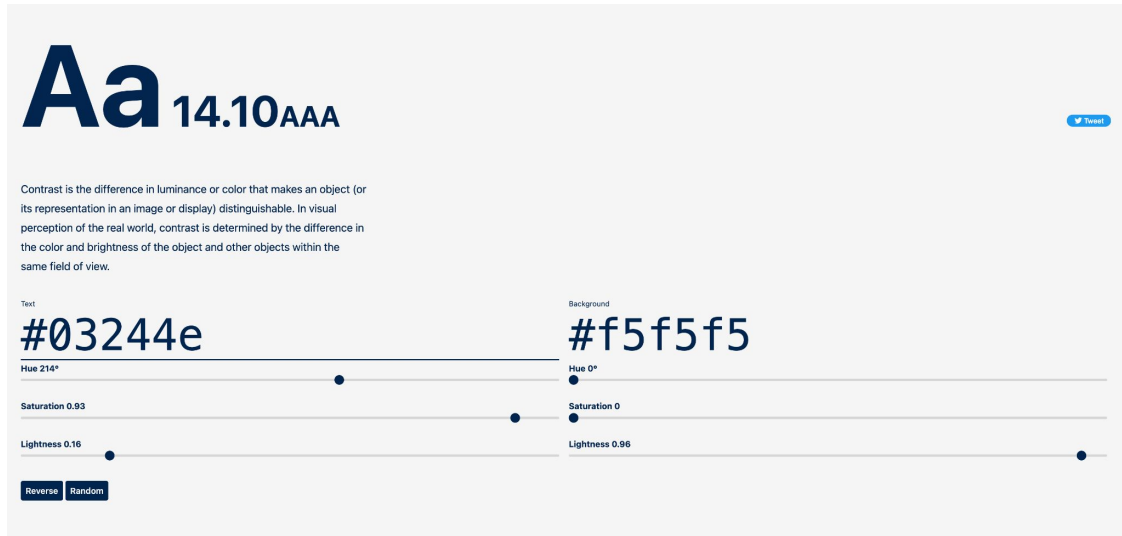 Aa 14.10AAA
Tweet
Contrast is the difference in luminance or color that makes an object (or
its representation in an image or display) distinguishable. In visual
perception of the real world, contrast is determined by the difference in
the color and brightness of the object and other objects within the
same field of view.
Text
#03244e
Hue 214°
Saturation 0.93
Lightness 0.16
Background
#f5f5f5
Hue 0°
Saturation 0
Lightness 0.96
Reverse Random